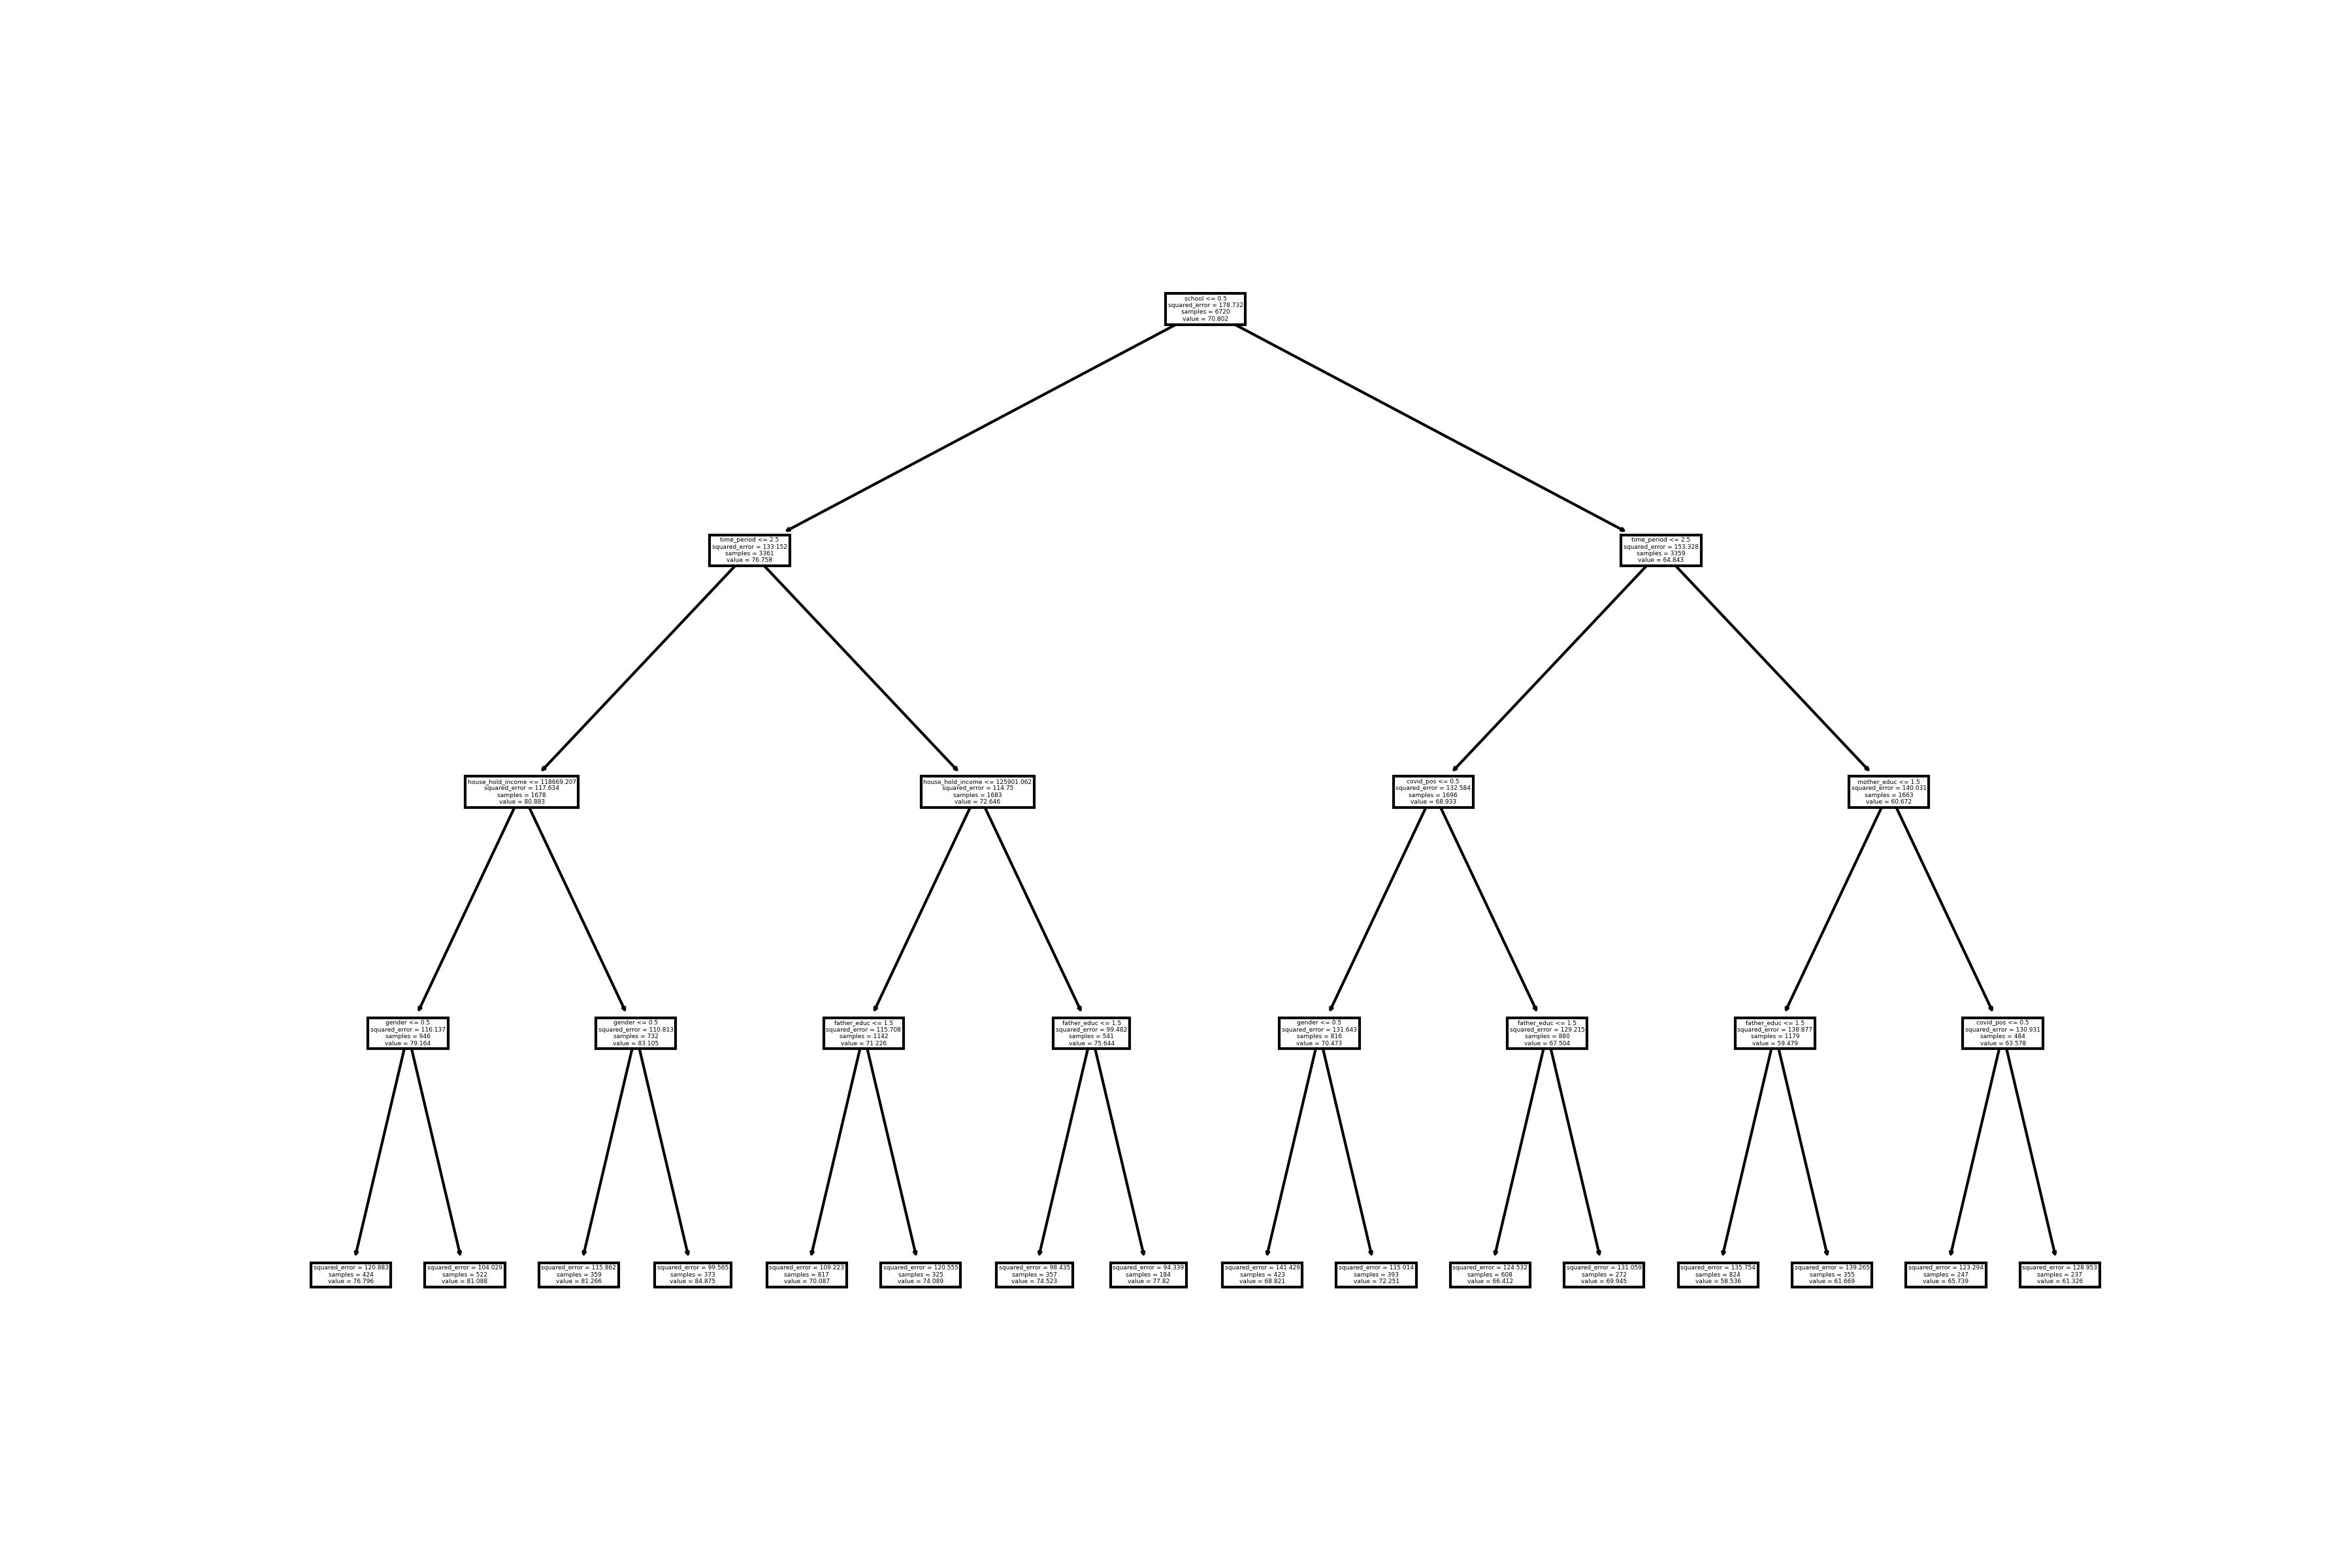 school <= 0.5
squared_error = 178.732
samples = 6720
value = 70.802
time_period <= 2.5
squared_error = 133.152
samples = 3361
value = 76.758
time_period <= 2.5
squared_error = 153.328
samples = 3359
value = 64.843
house_hold_income <= 118669.207
squared_error = 117.634
samples = 1678
value = 80.883
house_hold_income <= 125901.062
squared_error = 114.75
samples = 1683
value = 72.646
covid_pos <= 0.5
squared_error = 132.584
samples = 1696
value = 68.933
mother_educ <= 1.5
squared_error = 140.031
samples = 1663
value = 60.672
gender <= 0.5
squared_error = 116.137
samples = 946
value = 79.164
gender <= 0.5
squared_error = 110.813
samples = 732
value = 83.105
father_educ <= 1.5
squared_error = 115.708
samples = 1142
value = 71.226
father_educ <= 1.5
squared_error = 99.482
samples = 541
value = 75.644
gender <= 0.5
squared_error = 131.643
samples = 816
value = 70.473
father_educ <= 1.5
squared_error = 129.215
samples = 880
value = 67.504
father_educ <= 1.5
squared_error = 138.877
samples = 1179
value = 59.479
covid_pos <= 0.5
squared_error = 130.931
samples = 484
value = 63.578
squared_error = 120.883
samples = 424
value = 76.796
squared_error = 104.029
samples = 522
value = 81.088
squared_error = 115.862
samples = 359
value = 81.266
squared_error = 99.565
samples = 373
value = 84.875
squared_error = 109.223
samples = 817
value = 70.087
squared_error = 120.555
samples = 325
value = 74.089
squared_error = 98.435
samples = 357
value = 74.523
squared_error = 94.339
samples = 184
value = 77.82
squared_error = 141.429
samples = 423
value = 68.821
squared_error = 115.014
samples = 393
value = 72.251
squared_error = 124.532
samples = 608
value = 66.412
squared_error = 131.059
samples = 272
value = 69.945
squared_error = 135.754
samples = 824
value = 58.536
squared_error = 139.265
samples = 355
value = 61.669
squared_error = 123.294
samples = 247
value = 65.739
squared_error = 128.953
samples = 237
value = 61.326